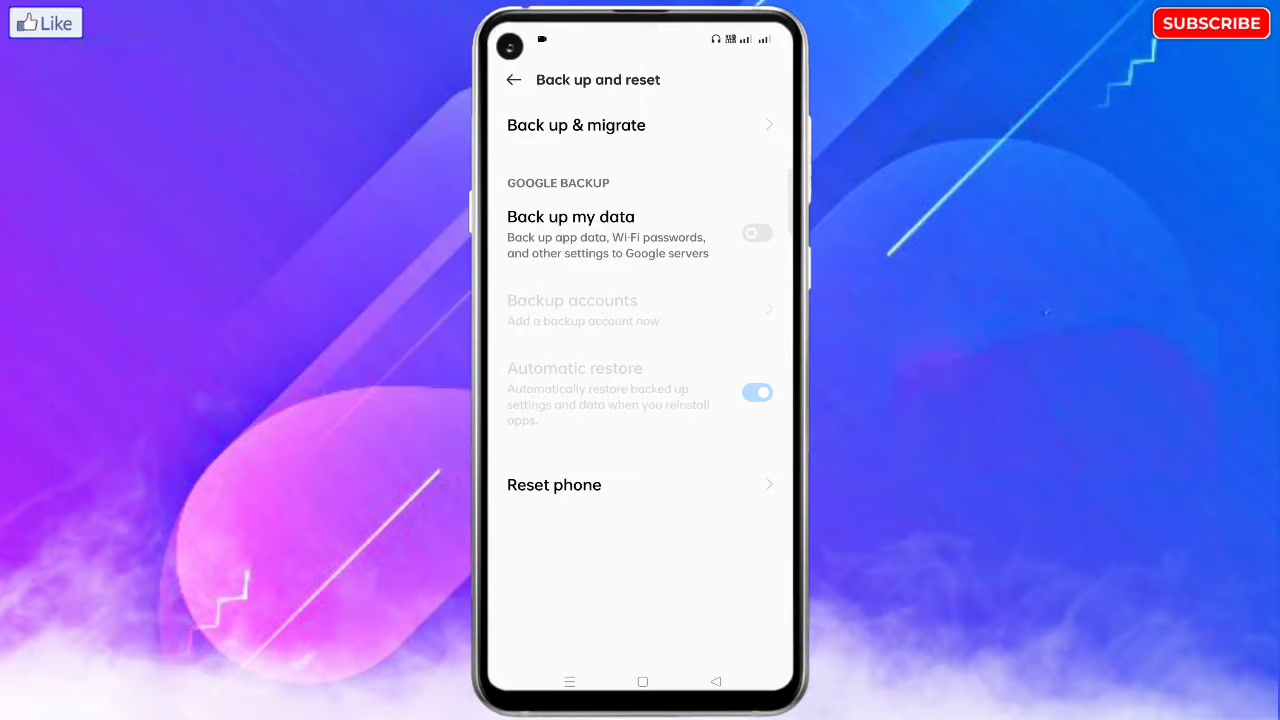 Like
SUBSCRIBE
Back up and reset
Back up & migrate
GOOGLE BACKUP
Back up my data
Back up app data, Wi-Fi passwords,
and other settings to Google servers
Backup accounts
Add a backup account now
Automatic restore
Automatically restore backed up
settings and data when you reinstall
apps.
Reset phone